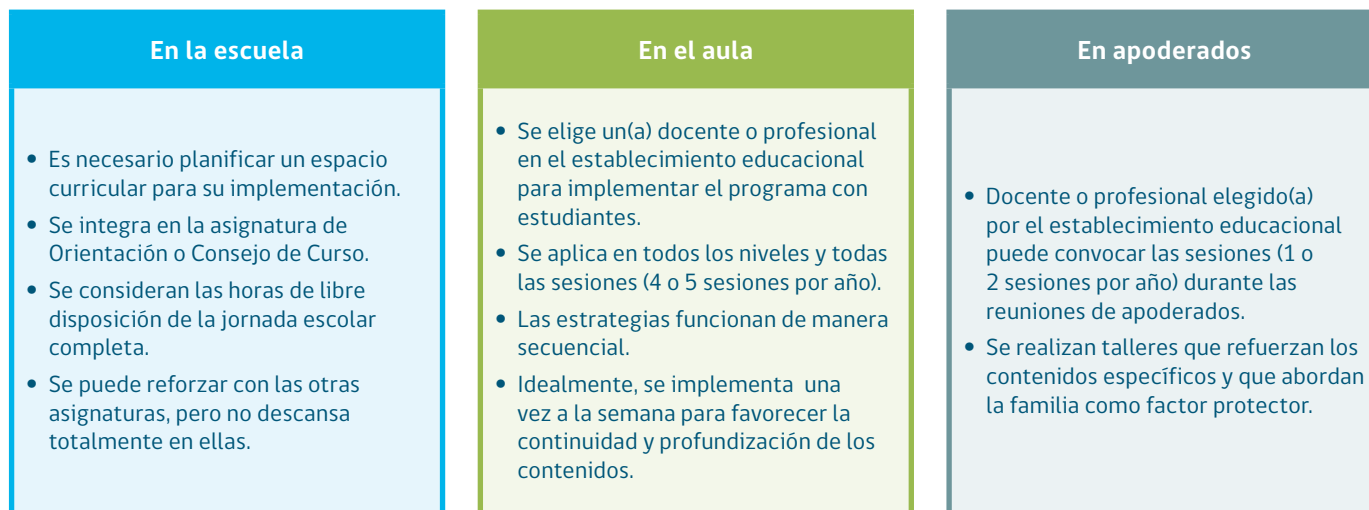 En la escuela
• Es necesario planificar un espacio
curricular para su implementación.
• Se integra en la asignatura de
Orientación o Consejo de Curso.
• Se consideran las horas de libre
disposición de la jornada escolar
completa.
• Se puede reforzar con las otras
asignaturas, pero no descansa
totalmente en ellas.
En el aula
• Se elige un(a) docente o profesional
en el establecimiento educacional
para implementar el programa con
estudiantes.
• Se aplica en todos los niveles y todas
las sesiones (4 o 5 sesiones por año).
• Las estrategias funcionan de manera
secuencial.
• Idealmente, se implementa una
vez a la semana para favorecer la
continuidad y profundización de los
contenidos.
En apoderados
• Docente o profesional elegido(a)
por el establecimiento educacional
puede convocar las sesiones (1 o
2 sesiones por año) durante las
reuniones de apoderados.
• Se realizan talleres que refuerzan los
contenidos específicos y que abordan
la familia como factor protector.